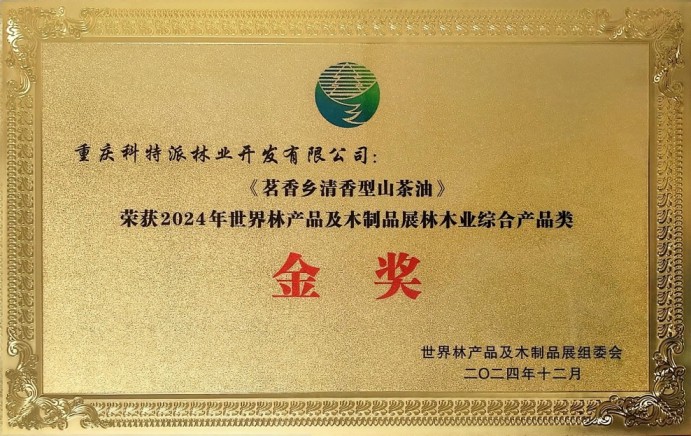 重庆科特派林业开发有限公司：
《茗香乡清香型山茶油》
荣获2024年世界林产品及木制品展林木业综合产品类
金奖
世界林产品及木制品展组委会
二〇二四年十二月